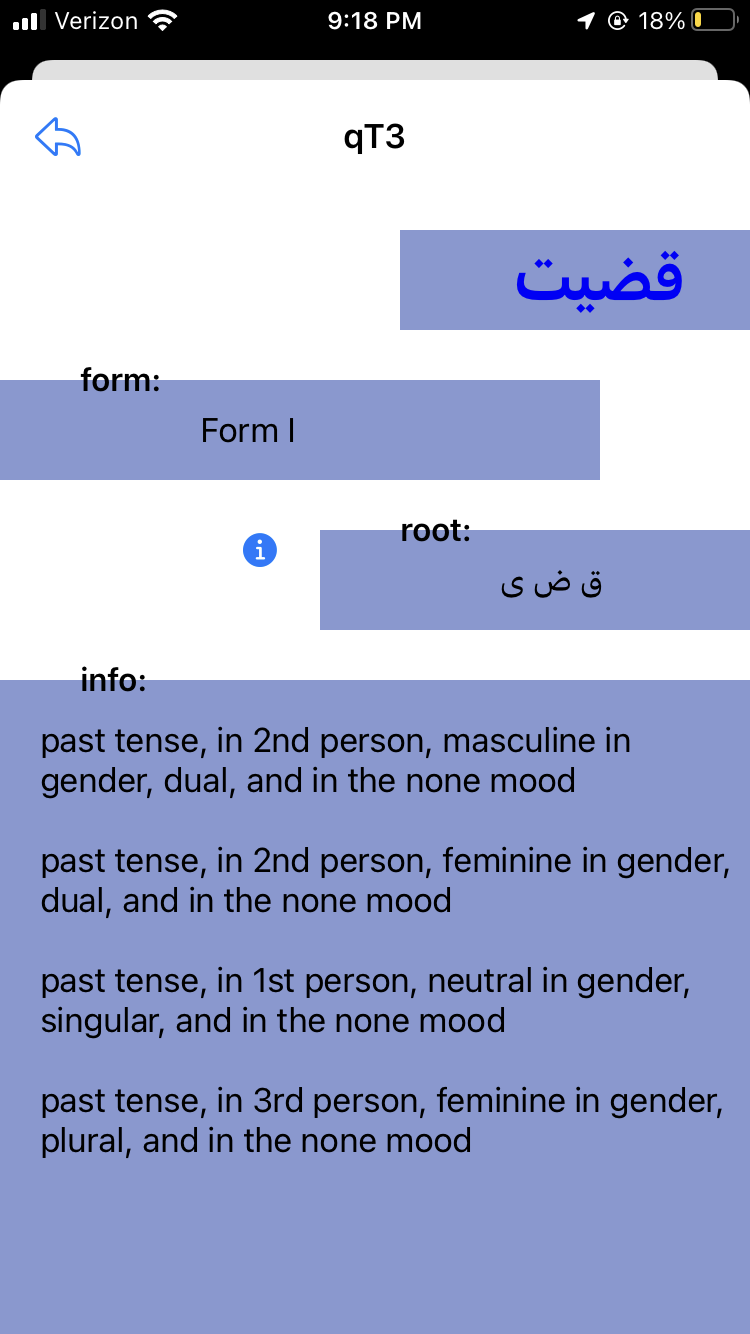 Verizon 9:18 PM 18%
qT3
قضيت
form:
Form I
root:
ق ض ی
info:
past tense, in 2nd person, masculine in
gender, dual, and in the none mood
past tense, in 2nd person, feminine in gender,
dual, and in the none mood
past tense, in 1st person, neutral in gender,
singular, and in the none mood
past tense, in 3rd person, feminine in gender,
plural, and in the none mood